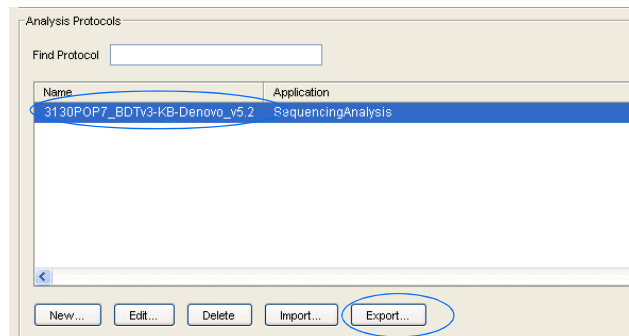 Analysis Protocols
Find Protocol
Name Application
3130POP7_BDTv3-KB-Denovo_v5.2 SequencingAnalysis
New... Edit... Delete Import... Export...